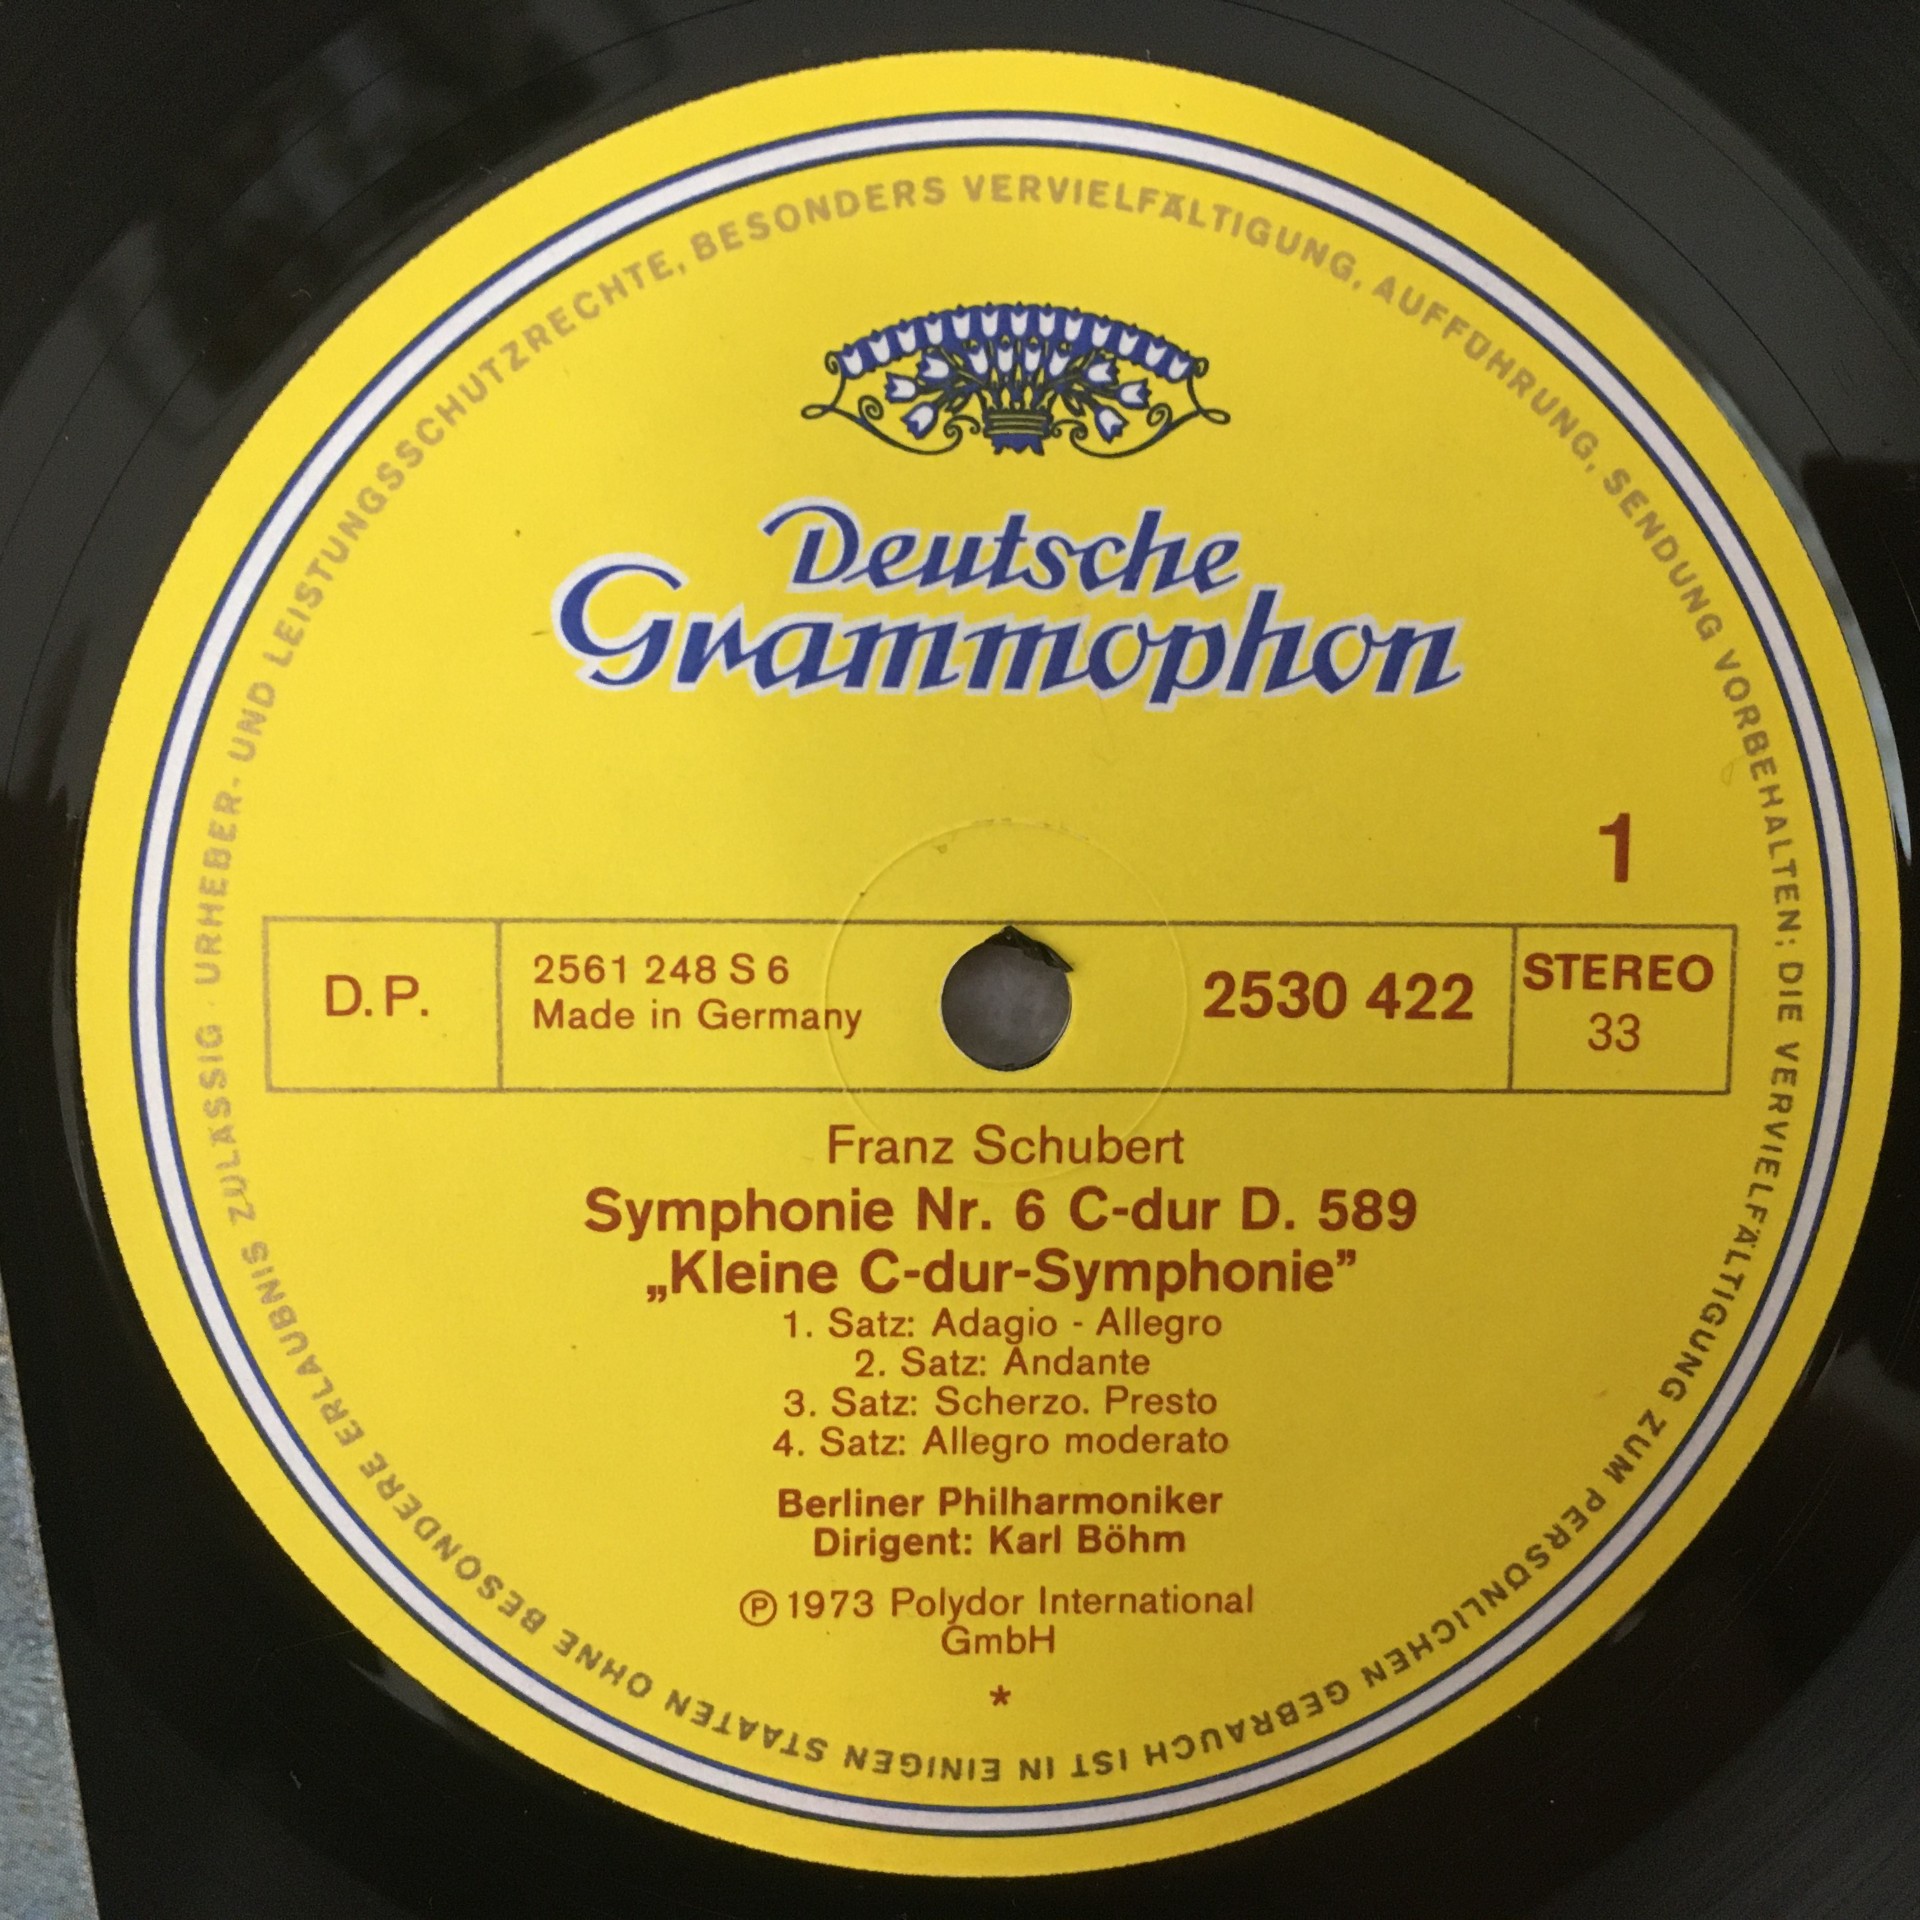 URHEBER- UND LEISTUNGSSCHUTZRECHTE, BESONDERS VERVIELFÄLTIGUNG, AUFFÜHRUNG, SENDUNG VORBEHALTEN; DIE VERVIELFÄLTIGUNG ZUM PERSÖNLICHEN GEBRAUCH IST IN EINIGEN STAATEN OHNE BESONDERE ERLAUBNIS ZULÄSSIG ·
Deutsche
Grammophon
1
D.P.
2561 248 S 6
Made in Germany
2530 422
STEREO
33
Franz Schubert
Symphonie Nr. 6 C-dur D. 589
„Kleine C-dur-Symphonie”
1. Satz: Adagio - Allegro
2. Satz: Andante
3. Satz: Scherzo. Presto
4. Satz: Allegro moderato
Berliner Philharmoniker
Dirigent: Karl Böhm
Ⓟ 1973 Polydor International
GmbH
*